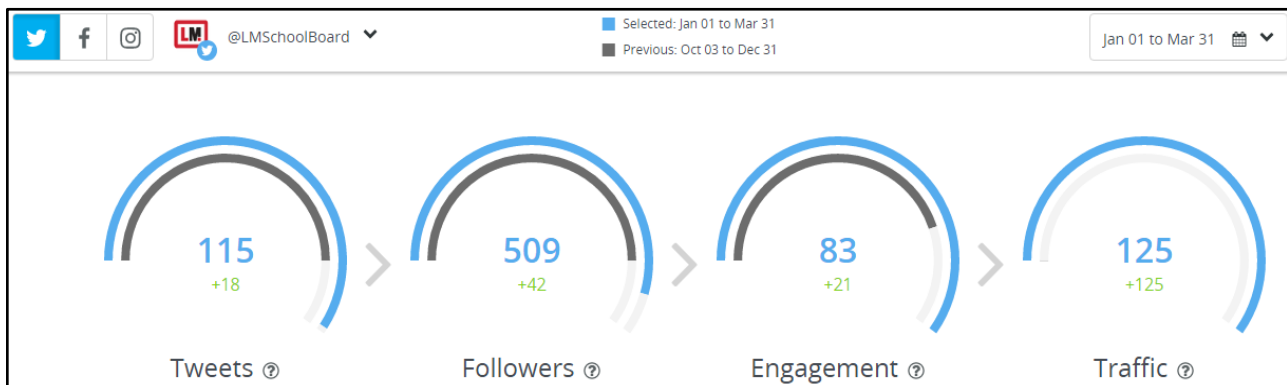 LM
@LMSchoolBoard
Selected: Jan 01 to Mar 31
Previous: Oct 03 to Dec 31
Jan 01 to Mar 31
115
+18
Tweets ?
509
+42
Followers ?
83
+21
Engagement ?
125
+125
Traffic ?